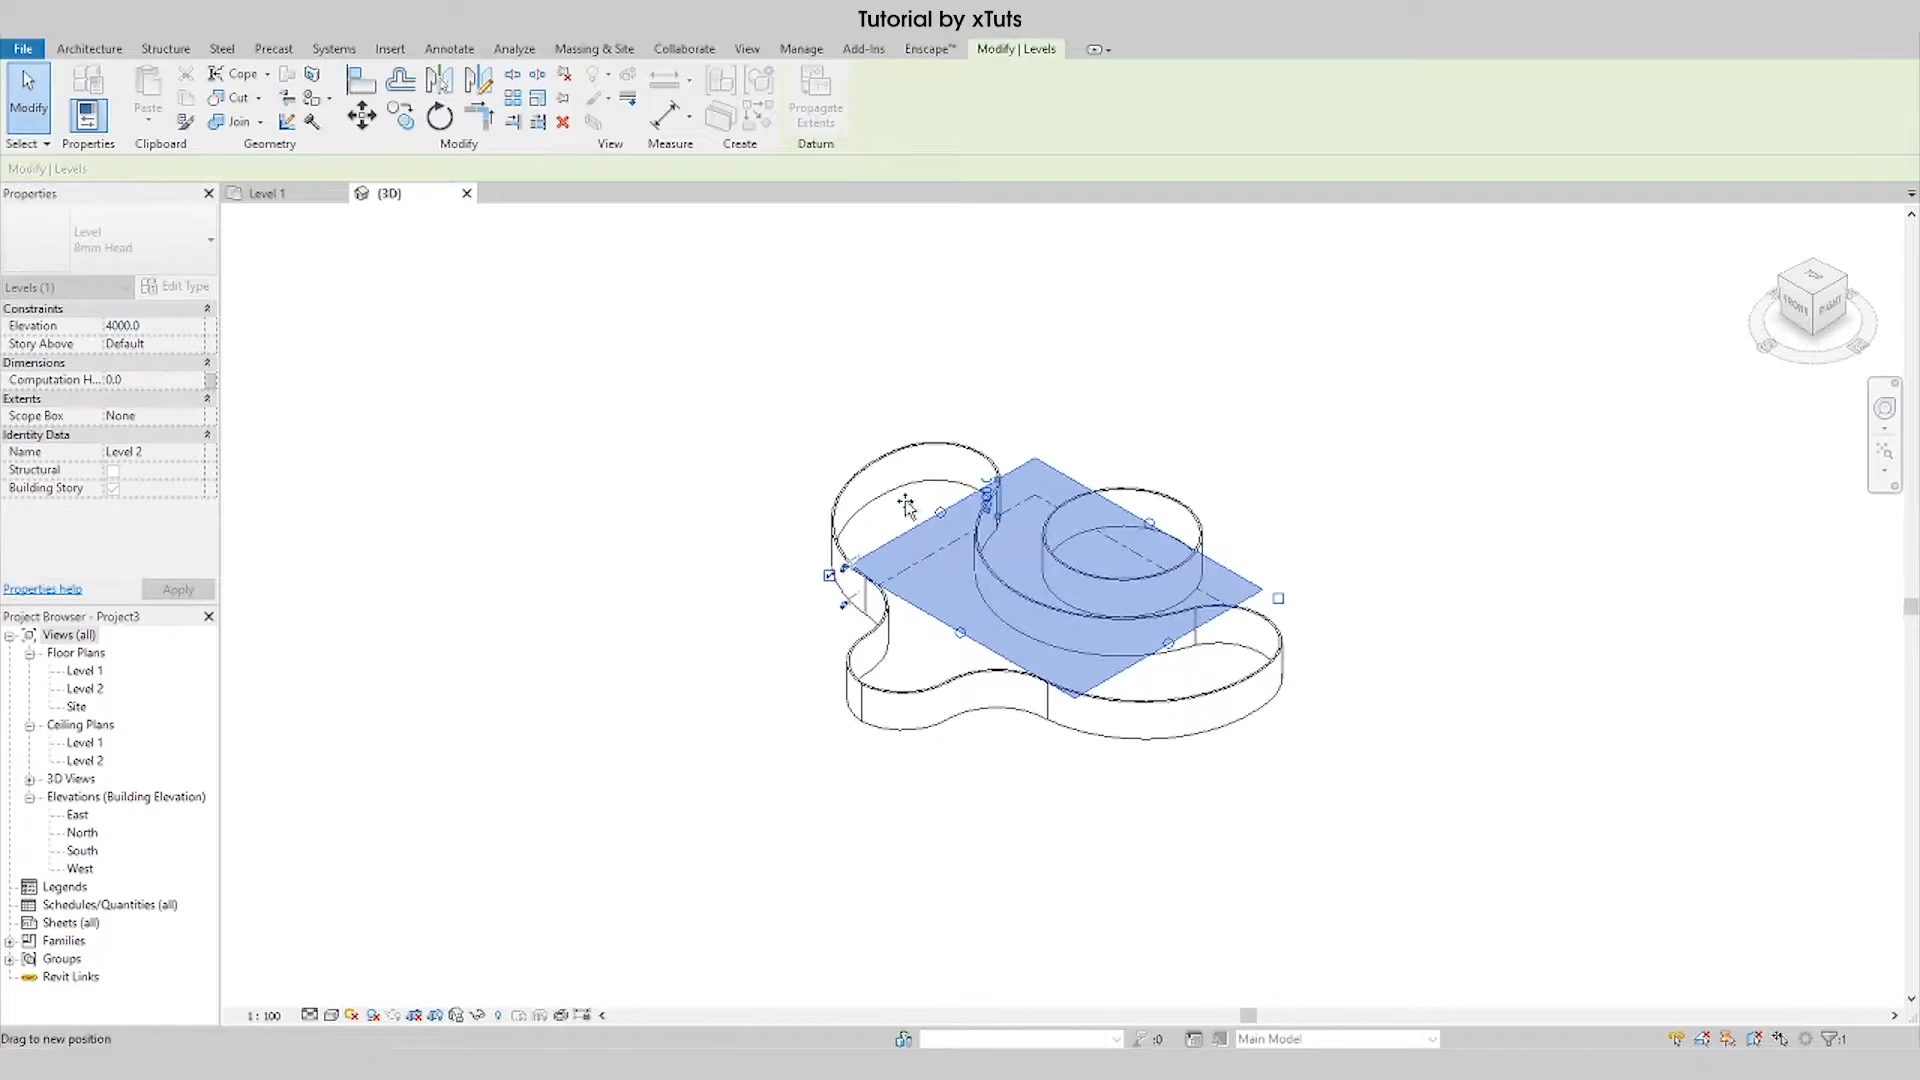 Tutorial by xTuts
File Architecture Structure Steel Precast Systems Insert Annotate Analyze Massing & Site Collaborate View Manage Add-Ins Enscape™ Modify | Levels
Modify
Paste
Cope
Cut
Join
Propagate
Extents
Select Properties Clipboard Geometry Modify View Measure Create Datum
Modify | Levels
Properties
Level 1
{3D}
Level
8mm Head
Levels (1)
Edit Type
Constraints
Elevation 4000.0
Story Above Default
Dimensions
Computation H... 0.0
Extents
Scope Box None
Identity Data
Name Level 2
Structural
Building Story
Properties help
Apply
Project Browser - Project3
Views (all)
Floor Plans
Level 1
Level 2
Site
Ceiling Plans
Level 1
Level 2
3D Views
Elevations (Building Elevation)
East
North
South
West
Legends
Schedules/Quantities (all)
Sheets (all)
Families
Groups
Revit Links
TOP
FRONT
RIGHT
1 : 100
Drag to new position
:0
Main Model
:1